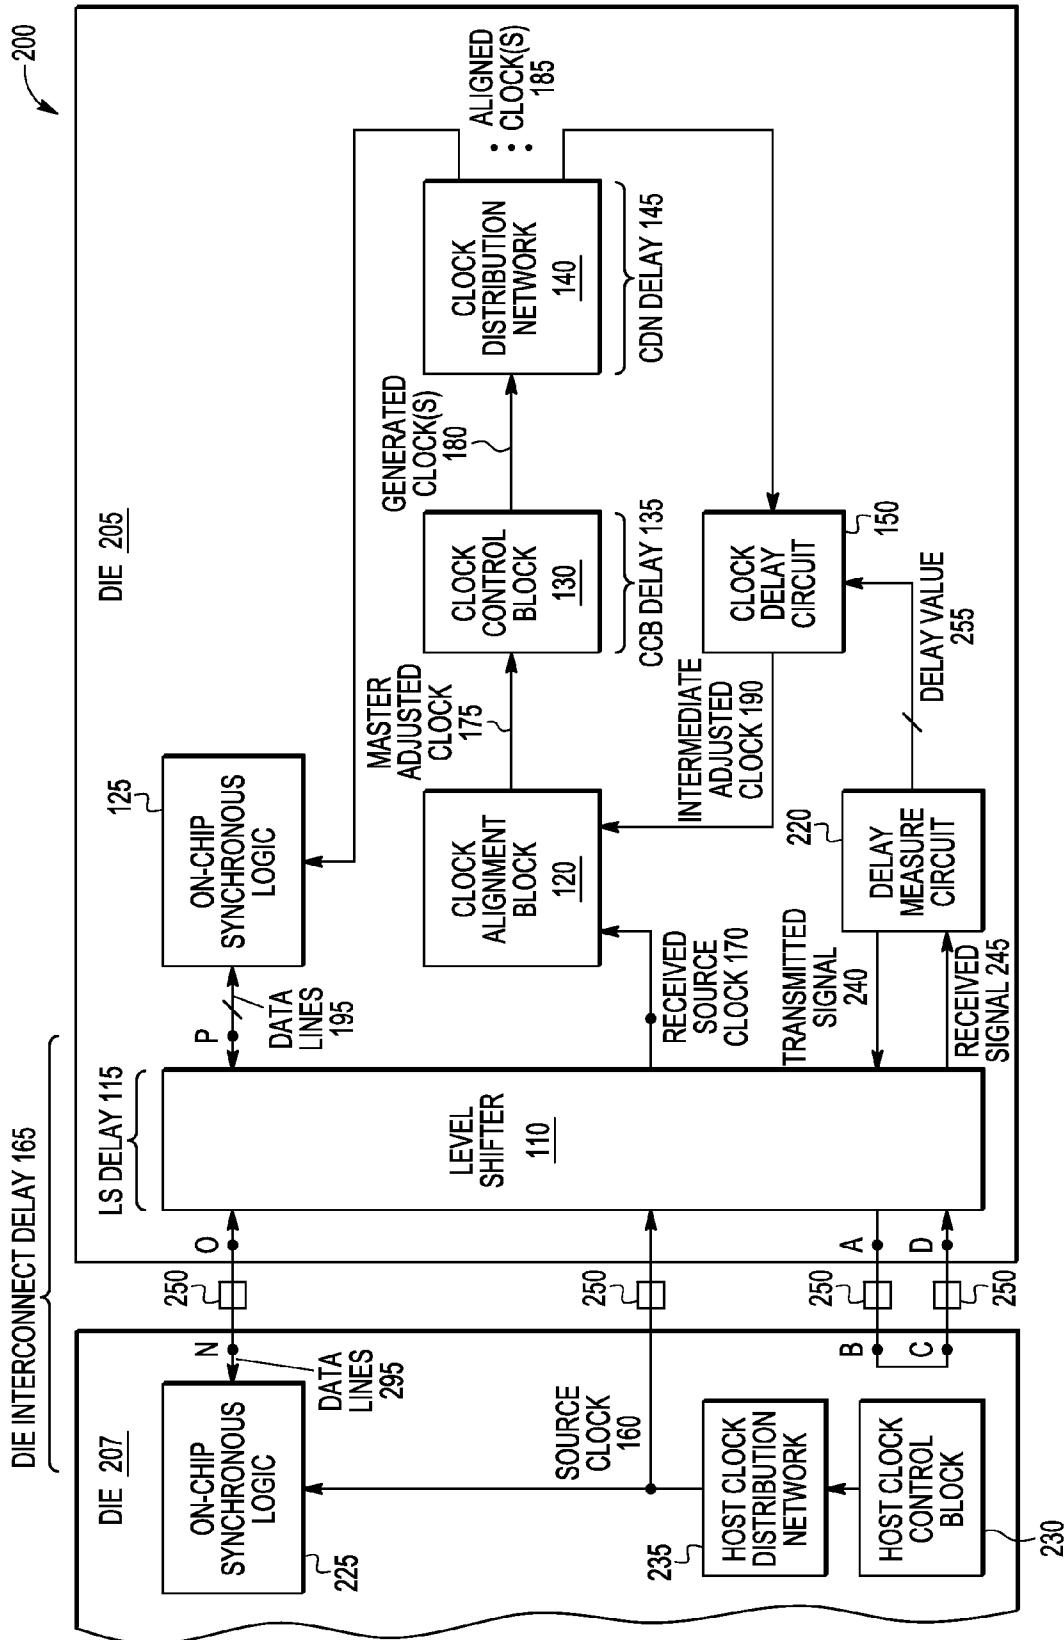 200
DIE INTERCONNECT DELAY 165
LS DELAY 115
DIE 207
DIE 205
ON-CHIP
SYNCHRONOUS
LOGIC
225
N
DATA
LINES
295
250
O
P
DATA
LINES
195
ON-CHIP
SYNCHRONOUS
LOGIC
125
LEVEL
SHIFTER
110
SOURCE
CLOCK
160
250
RECEIVED
SOURCE
CLOCK 170
CLOCK
ALIGNMENT
BLOCK
120
MASTER
ADJUSTED
CLOCK
175
CLOCK
CONTROL
BLOCK
130
CCB DELAY 135
GENERATED
CLOCK(S)
180
CLOCK
DISTRIBUTION
NETWORK
140
CDN DELAY 145
ALIGNED
CLOCK(S)
185
INTERMEDIATE
ADJUSTED
CLOCK 190
CLOCK
DELAY
CIRCUIT
150
HOST CLOCK
DISTRIBUTION
NETWORK
235
HOST CLOCK
CONTROL
BLOCK
230
B
C
250
250
A
D
TRANSMITTED
SIGNAL
240
RECEIVED
SIGNAL 245
DELAY
MEASURE
CIRCUIT
220
DELAY VALUE
255